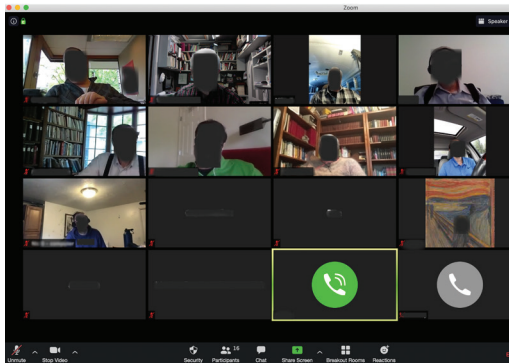 Zoom
Speaker
16
Unmute
Stop Video
Security
Participants
Chat
Share Screen
Breakout Rooms
Reactions